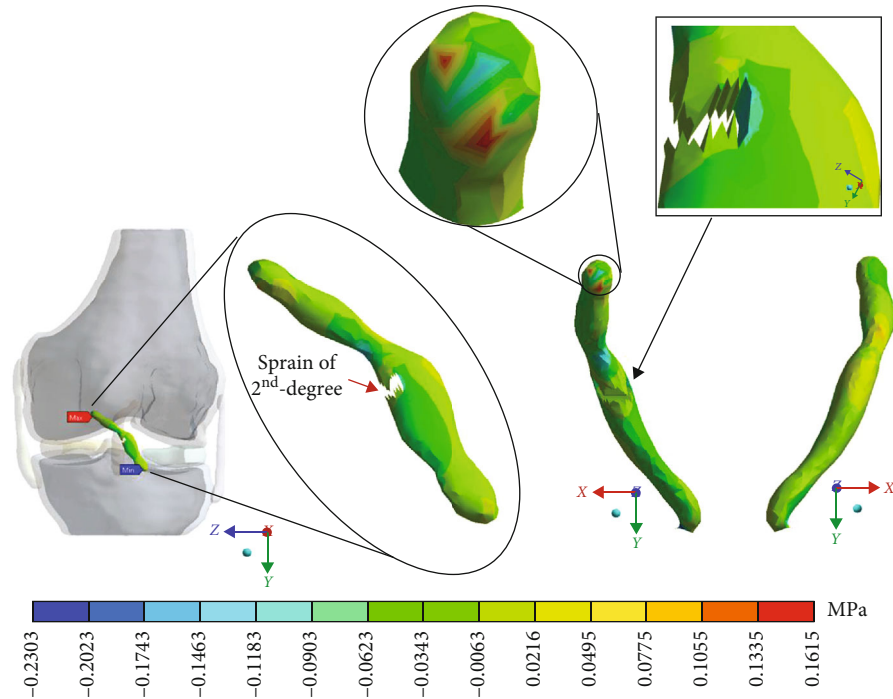 Z
Y
Max
Min
Sprain of
2nd-degree
X
Z
Y
Z
X
Y
Z
X
Y
MPa
−0.2303
−0.2023
−0.1743
−0.1463
−0.1183
−0.0903
−0.0623
−0.0343
−0.0063
0.0216
0.0495
0.0775
0.1055
0.1335
0.1615